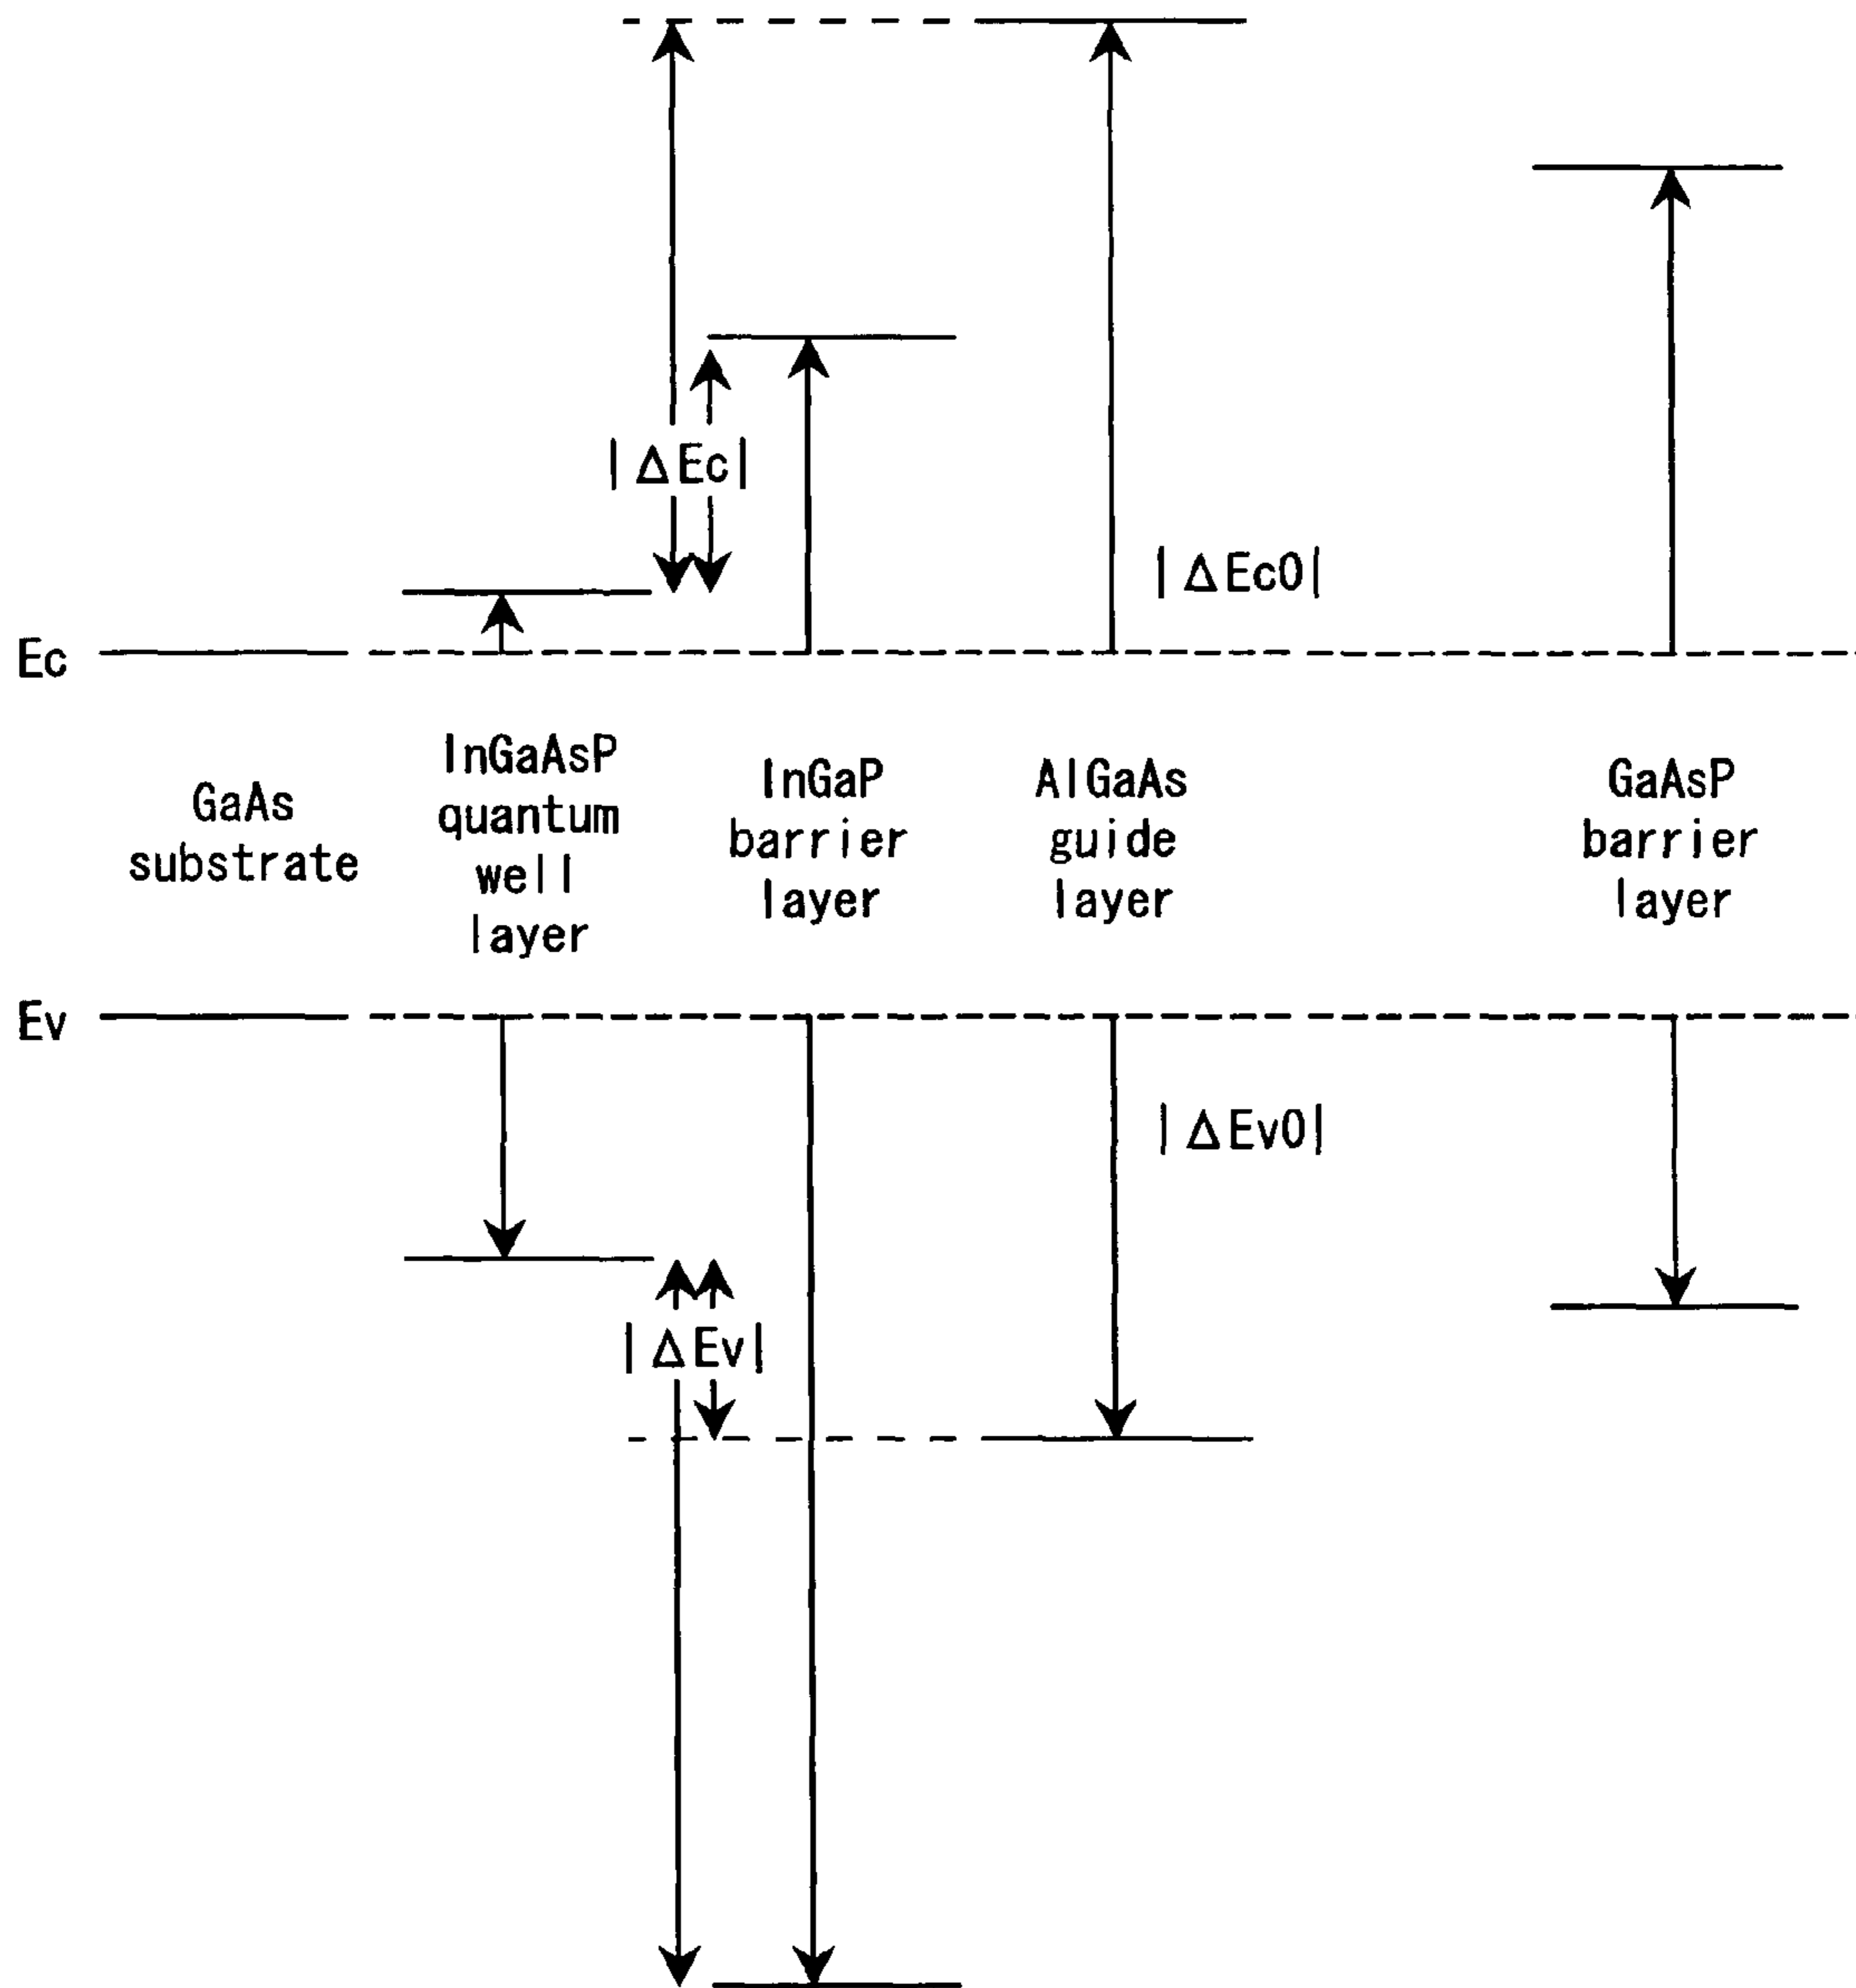 |ΔEc|
|ΔEc0|
Ec
GaAs
substrate
InGaAsP
quantum
well
layer
InGaP
barrier
layer
AlGaAs
guide
layer
GaAsP
barrier
layer
Ev
|ΔEv0|
|ΔEv|